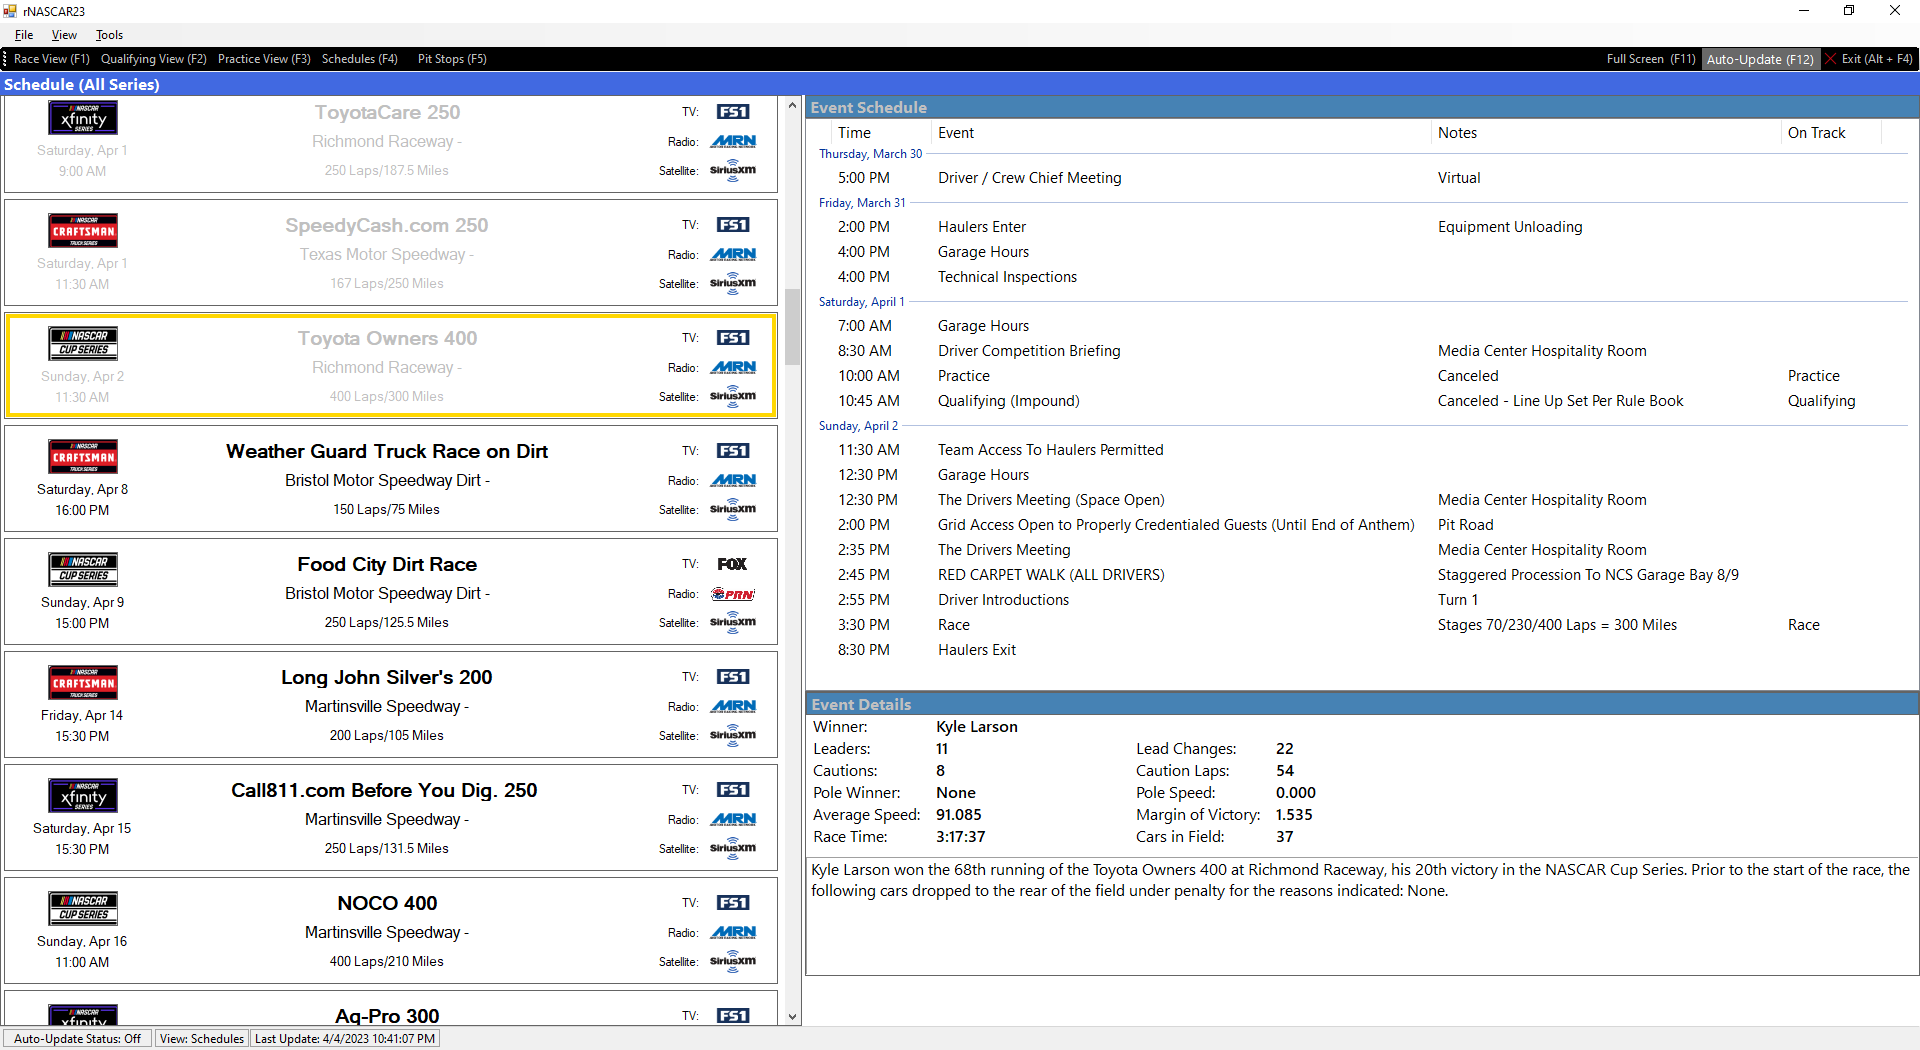 rNASCAR23
File View Tools
Race View (F1) Qualifying View (F2) Practice View (F3) Schedules (F4) Pit Stops (F5) Full Screen (F11) Auto-Update (F12) Exit (Alt + F4)
Schedule (All Series)
NASCAR xfinity SERIES
Saturday, Apr 1
9:00 AM
ToyotaCare 250
Richmond Raceway -
250 Laps/187.5 Miles
TV: FS1
Radio: MRN
Satellite: SiriusXM
NASCAR CRAFTSMAN TRUCK SERIES
Saturday, Apr 1
11:30 AM
SpeedyCash.com 250
Texas Motor Speedway -
167 Laps/250 Miles
TV: FS1
Radio: MRN
Satellite: SiriusXM
NASCAR CUP SERIES
Sunday, Apr 2
11:30 AM
Toyota Owners 400
Richmond Raceway -
400 Laps/300 Miles
TV: FS1
Radio: MRN
Satellite: SiriusXM
NASCAR CRAFTSMAN TRUCK SERIES
Saturday, Apr 8
16:00 PM
Weather Guard Truck Race on Dirt
Bristol Motor Speedway Dirt -
150 Laps/75 Miles
TV: FS1
Radio: MRN
Satellite: SiriusXM
NASCAR CUP SERIES
Sunday, Apr 9
15:00 PM
Food City Dirt Race
Bristol Motor Speedway Dirt -
250 Laps/125.5 Miles
TV: FOX
Radio: PRN
Satellite: SiriusXM
NASCAR CRAFTSMAN TRUCK SERIES
Friday, Apr 14
15:30 PM
Long John Silver's 200
Martinsville Speedway -
200 Laps/105 Miles
TV: FS1
Radio: MRN
Satellite: SiriusXM
NASCAR xfinity SERIES
Saturday, Apr 15
15:30 PM
Call811.com Before You Dig. 250
Martinsville Speedway -
250 Laps/131.5 Miles
TV: FS1
Radio: MRN
Satellite: SiriusXM
NASCAR CUP SERIES
Sunday, Apr 16
11:00 AM
NOCO 400
Martinsville Speedway -
400 Laps/210 Miles
TV: FS1
Radio: MRN
Satellite: SiriusXM
NASCAR xfinity
Ag-Pro 300
TV: FS1
Event Schedule
Time Event Notes On Track
Thursday, March 30
5:00 PM Driver / Crew Chief Meeting Virtual
Friday, March 31
2:00 PM Haulers Enter Equipment Unloading
4:00 PM Garage Hours
4:00 PM Technical Inspections
Saturday, April 1
7:00 AM Garage Hours
8:30 AM Driver Competition Briefing Media Center Hospitality Room
10:00 AM Practice Canceled Practice
10:45 AM Qualifying (Impound) Canceled - Line Up Set Per Rule Book Qualifying
Sunday, April 2
11:30 AM Team Access To Haulers Permitted
12:30 PM Garage Hours
12:30 PM The Drivers Meeting (Space Open) Media Center Hospitality Room
2:00 PM Grid Access Open to Properly Credentialed Guests (Until End of Anthem) Pit Road
2:35 PM The Drivers Meeting Media Center Hospitality Room
2:45 PM RED CARPET WALK (ALL DRIVERS) Staggered Procession To NCS Garage Bay 8/9
2:55 PM Driver Introductions Turn 1
3:30 PM Race Stages 70/230/400 Laps = 300 Miles Race
8:30 PM Haulers Exit
Event Details
Winner: Kyle Larson
Leaders: 11 Lead Changes: 22
Cautions: 8 Caution Laps: 54
Pole Winner: None Pole Speed: 0.000
Average Speed: 91.085 Margin of Victory: 1.535
Race Time: 3:17:37 Cars in Field: 37
Kyle Larson won the 68th running of the Toyota Owners 400 at Richmond Raceway, his 20th victory in the NASCAR Cup Series. Prior to the start of the race, the
following cars dropped to the rear of the field under penalty for the reasons indicated: None.
Auto-Update Status: Off View: Schedules Last Update: 4/4/2023 10:41:07 PM